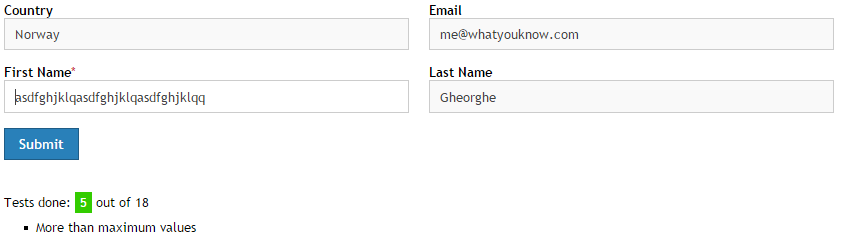 Country
Norway
Email
me@whatyouknow.com
First Name*
asdfghjklqasdfghjklqasdfghjklqq
Last Name
Gheorghe
Submit
Tests done: 5 out of 18
More than maximum values